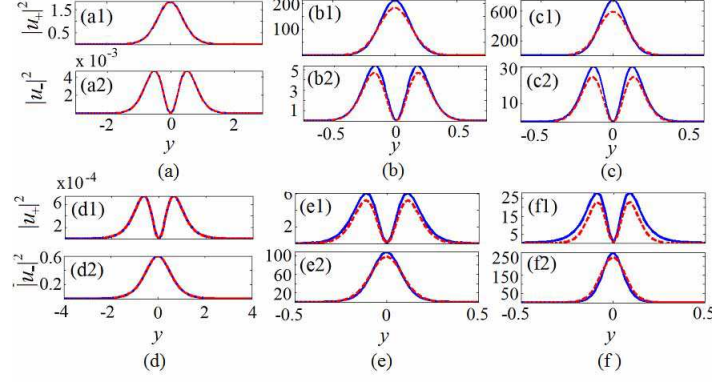 |u₊|² 1.5 0.5 (a1)
200 100 (b1)
600 400 200 (c1)
x 10⁻³
|u₋|² 4 2 (a2)
5 3 1 (b2)
30 10 (c2)
-2 0 2
-0.5 0 0.5
-0.5 0 0.5
y y y
(a) (b) (c)
x10⁻⁴
|u₊|² 6 4 2 (d1)
6 2 (e1)
25 15 5 (f1)
|u₋|² 0.6 0.2 (d2)
100 60 20 (e2)
250 150 50 (f2)
-4 -2 0 2 4
-0.5 0 0.5
-0.5 0 0.5
y y y
(d) (e) (f )